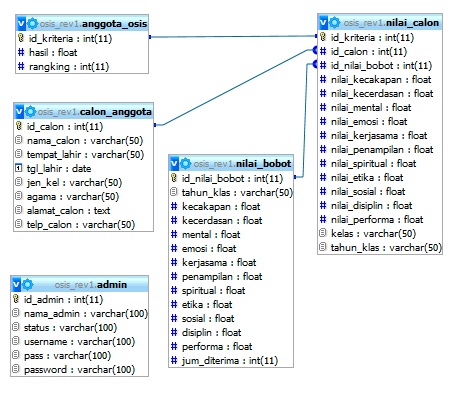 osis_rev1.anggota_osis
id_kriteria : int(11)
hasil : float
rangking : int(11)
osis_rev1.nilai_calon
id_kriteria : int(11)
id_calon : int(11)
id_nilai_bobot : int(11)
nilai_kecakapan : float
nilai_kecerdasan : float
nilai_mental : float
nilai_emosi : float
nilai_kerjasama : float
nilai_penampilan : float
nilai_spiritual : float
nilai_etika : float
nilai_sosial : float
nilai_disiplin : float
nilai_performa : float
kelas : varchar(50)
tahun_klas : varchar(50)
osis_rev1.calon_anggota
id_calon : int(11)
nama_calon : varchar(50)
tempat_lahir : varchar(50)
tgl_lahir : date
jen_kel : varchar(50)
agama : varchar(50)
alamat_calon : text
telp_calon : varchar(50)
osis_rev1.nilai_bobot
id_nilai_bobot : int(11)
tahun_klas : varchar(50)
kecakapan : float
kecerdasan : float
mental : float
emosi : float
kerjasama : float
penampilan : float
spiritual : float
etika : float
sosial : float
disiplin : float
performa : float
jum_diterima : int(11)
osis_rev1.admin
id_admin : int(11)
nama_admin : varchar(100)
status : varchar(100)
username : varchar(100)
pass : varchar(100)
password : varchar(100)